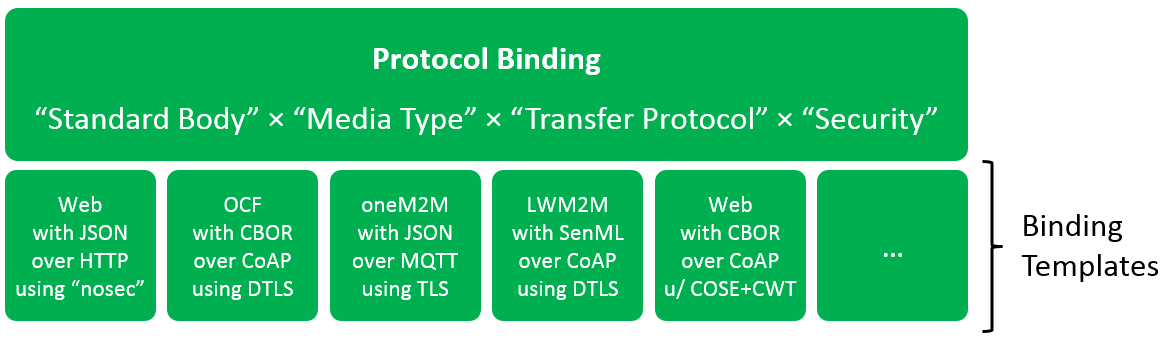 Protocol Binding
“Standard Body” × “Media Type” × “Transfer Protocol” × “Security”
Web
with JSON
over HTTP
using “nosec”
OCF
with CBOR
over CoAP
using DTLS
oneM2M
with JSON
over MQTT
using TLS
LWM2M
with SenML
over CoAP
using DTLS
Web
with CBOR
over CoAP
u/ COSE+CWT
...
Binding
Templates